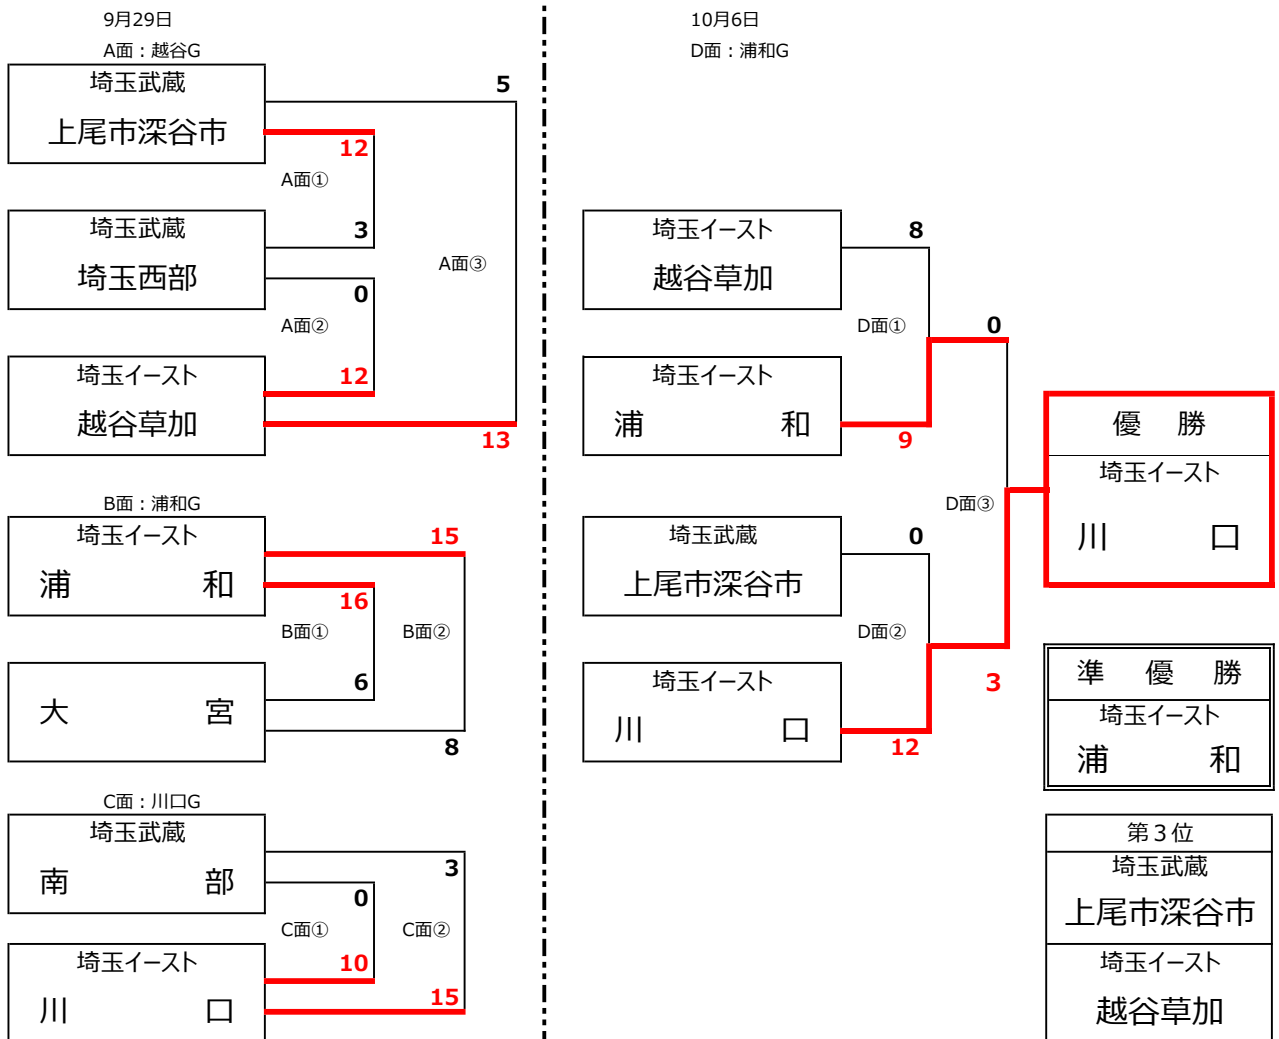 9月29日
A面：越谷G
埼玉武蔵
上尾市深谷市
5
12
A面①
埼玉武蔵
埼玉西部
3
0
A面②
A面③
埼玉イースト
越谷草加
12
13
B面：浦和G
埼玉イースト
浦 和
15
16
B面①
B面②
大 宮
6
8
C面：川口G
埼玉武蔵
南 部
3
0
C面①
C面②
埼玉イースト
川 口
10
15
10月6日
D面：浦和G
埼玉イースト
越谷草加
8
D面①
0
埼玉イースト
浦 和
9
D面③
埼玉武蔵
上尾市深谷市
0
D面②
埼玉イースト
川 口
12
3
優 勝
埼玉イースト
川 口
準 優 勝
埼玉イースト
浦 和
第３位
埼玉武蔵
上尾市深谷市
埼玉イースト
越谷草加